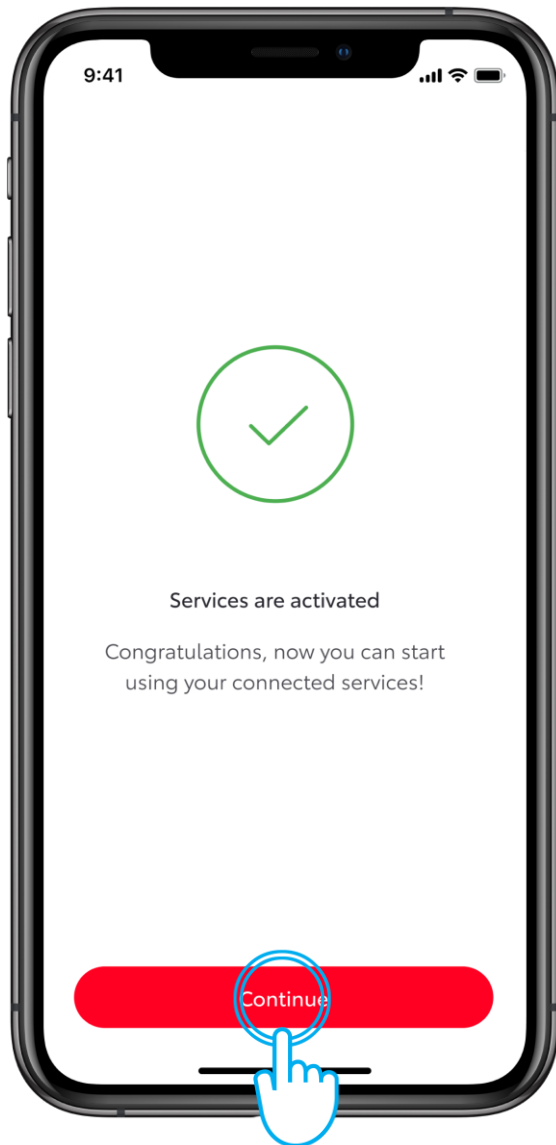 9:41
Services are activated
Congratulations, now you can start
using your connected services!
Continue